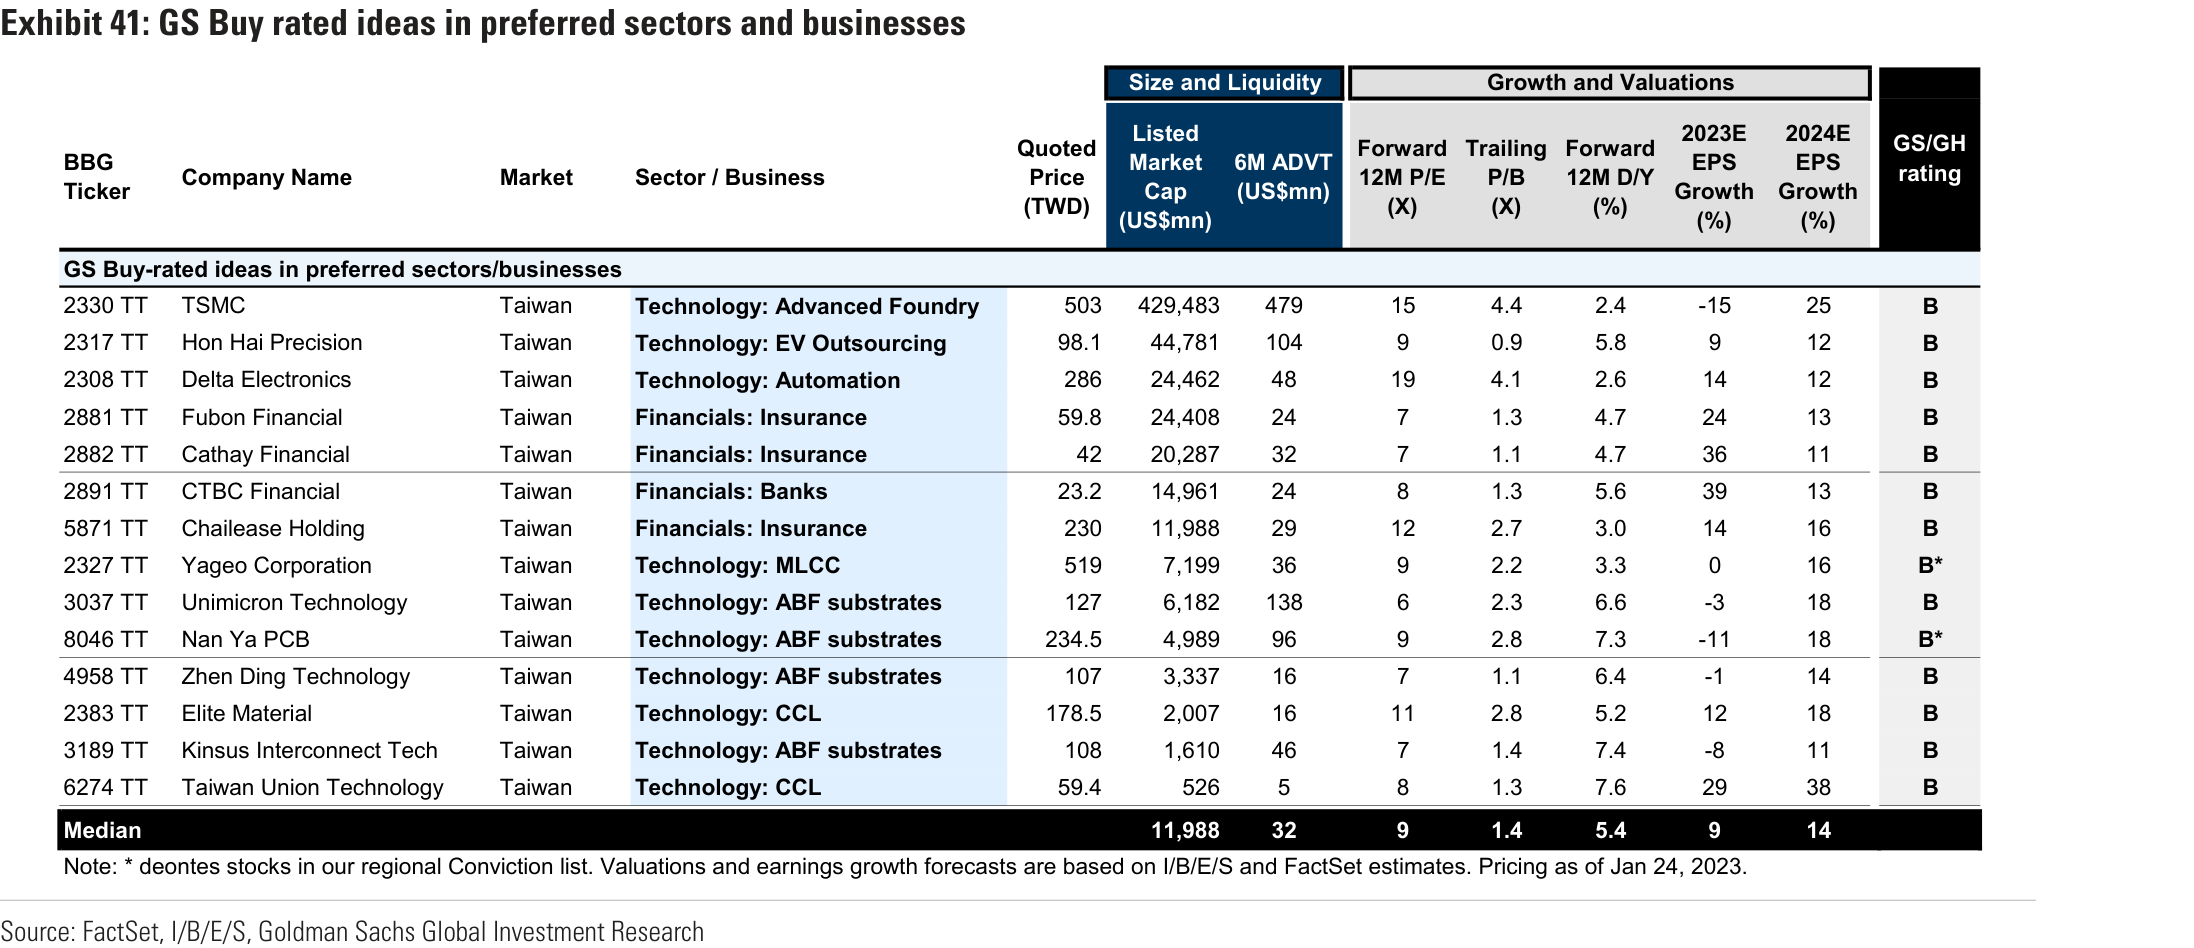 Exhibit 41: GS Buy rated ideas in preferred sectors and businesses
Size and Liquidity Growth and Valuations
BBG Ticker Company Name Market Sector / Business Quoted Price (TWD) Listed Market Cap (US$mn) 6M ADVT (US$mn) Forward 12M P/E (X) Trailing P/B (X) Forward 12M D/Y (%) 2023E EPS Growth (%) 2024E EPS Growth (%) GS/GH rating
GS Buy-rated ideas in preferred sectors/businesses
2330 TT TSMC Taiwan Technology: Advanced Foundry 503 429,483 479 15 4.4 2.4 -15 25 B
2317 TT Hon Hai Precision Taiwan Technology: EV Outsourcing 98.1 44,781 104 9 0.9 5.8 9 12 B
2308 TT Delta Electronics Taiwan Technology: Automation 286 24,462 48 19 4.1 2.6 14 12 B
2881 TT Fubon Financial Taiwan Financials: Insurance 59.8 24,408 24 7 1.3 4.7 24 13 B
2882 TT Cathay Financial Taiwan Financials: Insurance 42 20,287 32 7 1.1 4.7 36 11 B
2891 TT CTBC Financial Taiwan Financials: Banks 23.2 14,961 24 8 1.3 5.6 39 13 B
5871 TT Chailease Holding Taiwan Financials: Insurance 230 11,988 29 12 2.7 3.0 14 16 B
2327 TT Yageo Corporation Taiwan Technology: MLCC 519 7,199 36 9 2.2 3.3 0 16 B*
3037 TT Unimicron Technology Taiwan Technology: ABF substrates 127 6,182 138 6 2.3 6.6 -3 18 B
8046 TT Nan Ya PCB Taiwan Technology: ABF substrates 234.5 4,989 96 9 2.8 7.3 -11 18 B*
4958 TT Zhen Ding Technology Taiwan Technology: ABF substrates 107 3,337 16 7 1.1 6.4 -1 14 B
2383 TT Elite Material Taiwan Technology: CCL 178.5 2,007 16 11 2.8 5.2 12 18 B
3189 TT Kinsus Interconnect Tech Taiwan Technology: ABF substrates 108 1,610 46 7 1.4 7.4 -8 11 B
6274 TT Taiwan Union Technology Taiwan Technology: CCL 59.4 526 5 8 1.3 7.6 29 38 B
Median 11,988 32 9 1.4 5.4 9 14
Note: * deontes stocks in our regional Conviction list. Valuations and earnings growth forecasts are based on I/B/E/S and FactSet estimates. Pricing as of Jan 24, 2023.
Source: FactSet, I/B/E/S, Goldman Sachs Global Investment Research